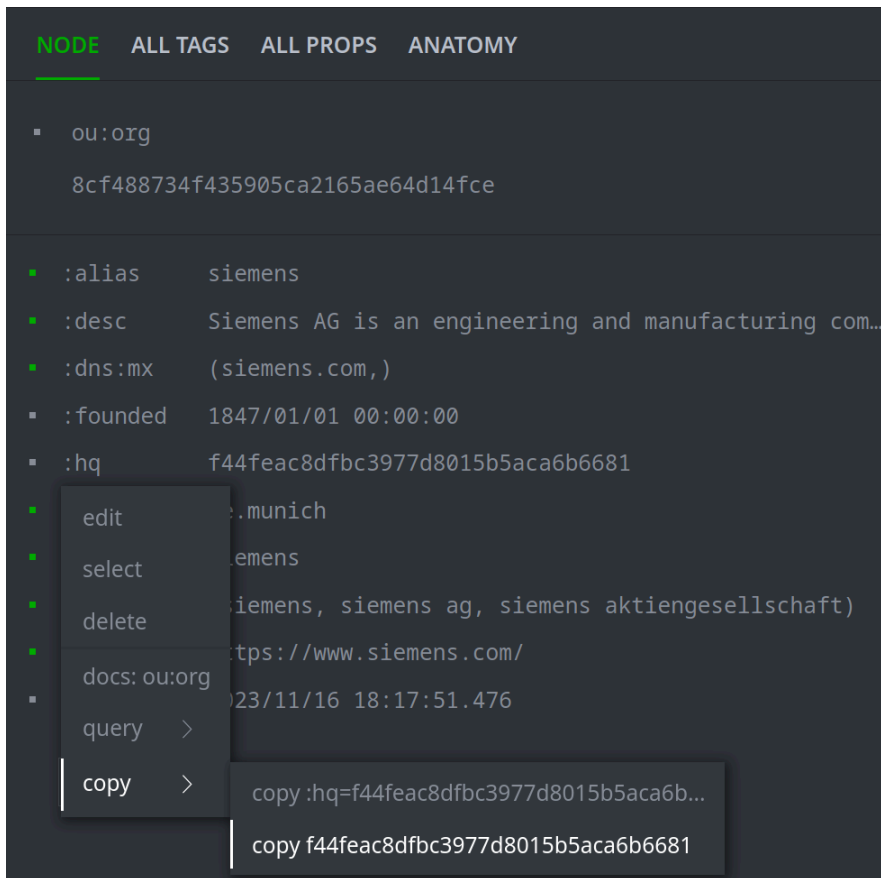 NODE ALL TAGS ALL PROPS ANATOMY
ou:org
8cf488734f435905ca2165ae64d14fce
:alias siemens
:desc Siemens AG is an engineering and manufacturing com…
:dns:mx (siemens.com,)
:founded 1847/01/01 00:00:00
:hq f44feac8dfbc3977d8015b5aca6b6681
.munich
edit
emens
select
siemens, siemens ag, siemens aktiengesellschaft)
delete
tps://www.siemens.com/
docs: ou:org
023/11/16 18:17:51.476
query
copy
copy :hq=f44feac8dfbc3977d8015b5aca6b...
copy f44feac8dfbc3977d8015b5aca6b6681